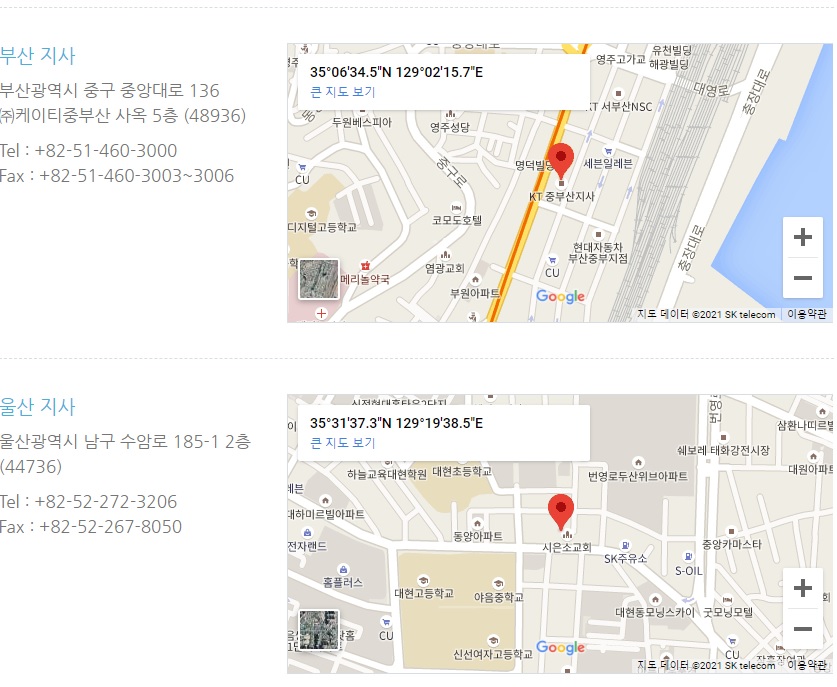 부산 지사
부산광역시 중구 중앙대로 136
㈜케이티중부산 사옥 5층 (48936)
Tel : +82-51-460-3000
Fax : +82-51-460-3003~3006
35°06'34.5"N 129°02'15.7"E
큰 지도 보기
유천빌딩
영주고가교
해광빌딩
대영로
충장대로
KT 서부산NSC
두원베스피아
영주성당
중구로
명덕빌딩
세븐일레븐
CU
KT 중부산지사
디지털고등학교
코모도호텔
현대자동차
부산중부지점
충장대로
영광교회
CU
메리놀약국
부원아파트
Google
지도 데이터 ©2021 SK telecom
이용약관
울산 지사
울산광역시 남구 수암로 185-1 2층
(44736)
Tel : +82-52-272-3206
Fax : +82-52-267-8050
35°31'37.3"N 129°19'38.5"E
큰 지도 보기
번영로
쉐보레 태화강전시장
하늘교육대현학원
대현초등학교
번영로두산위브아파트
대원아파트
대하미르빌아파트
동양아파트
시은소교회
중앙카마스타
전자랜드
SK주유소
S-OIL
홈플러스
대현고등학교
야음중학교
대현동모닝스카이
굿모닝모텔
CU
신선여자고등학교
CU
Google
지도 데이터 ©2021 SK telecom
이용약관